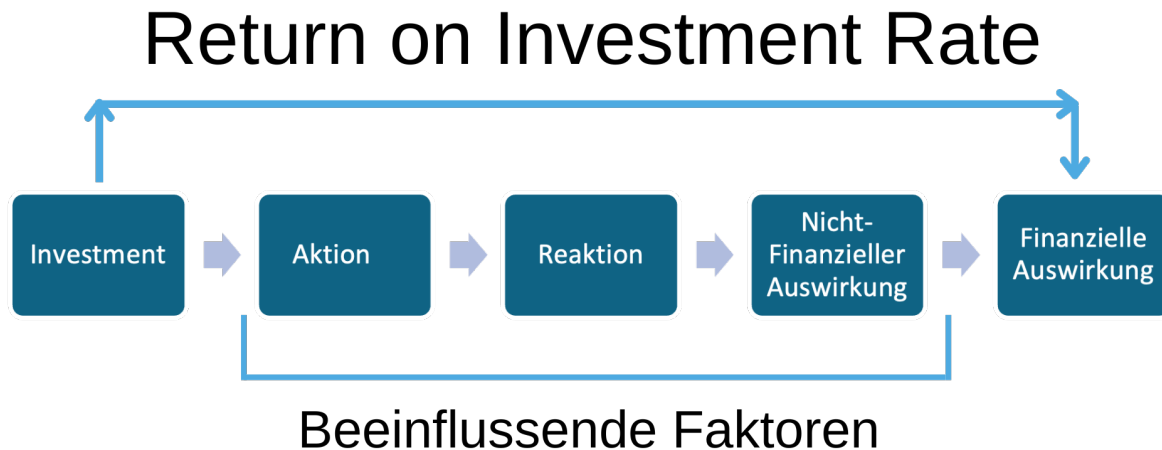 Return on Investment Rate
Investment
Aktion
Reaktion
Nicht-
Finanzieller
Auswirkung
Finanzielle
Auswirkung
Beeinflussende Faktoren